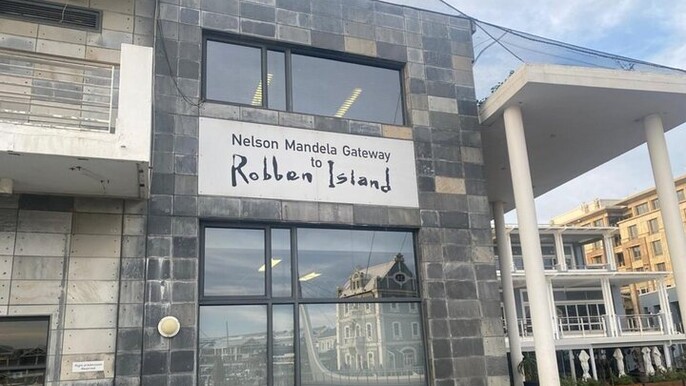 Nelson Mandela Gateway
to
Robben Island